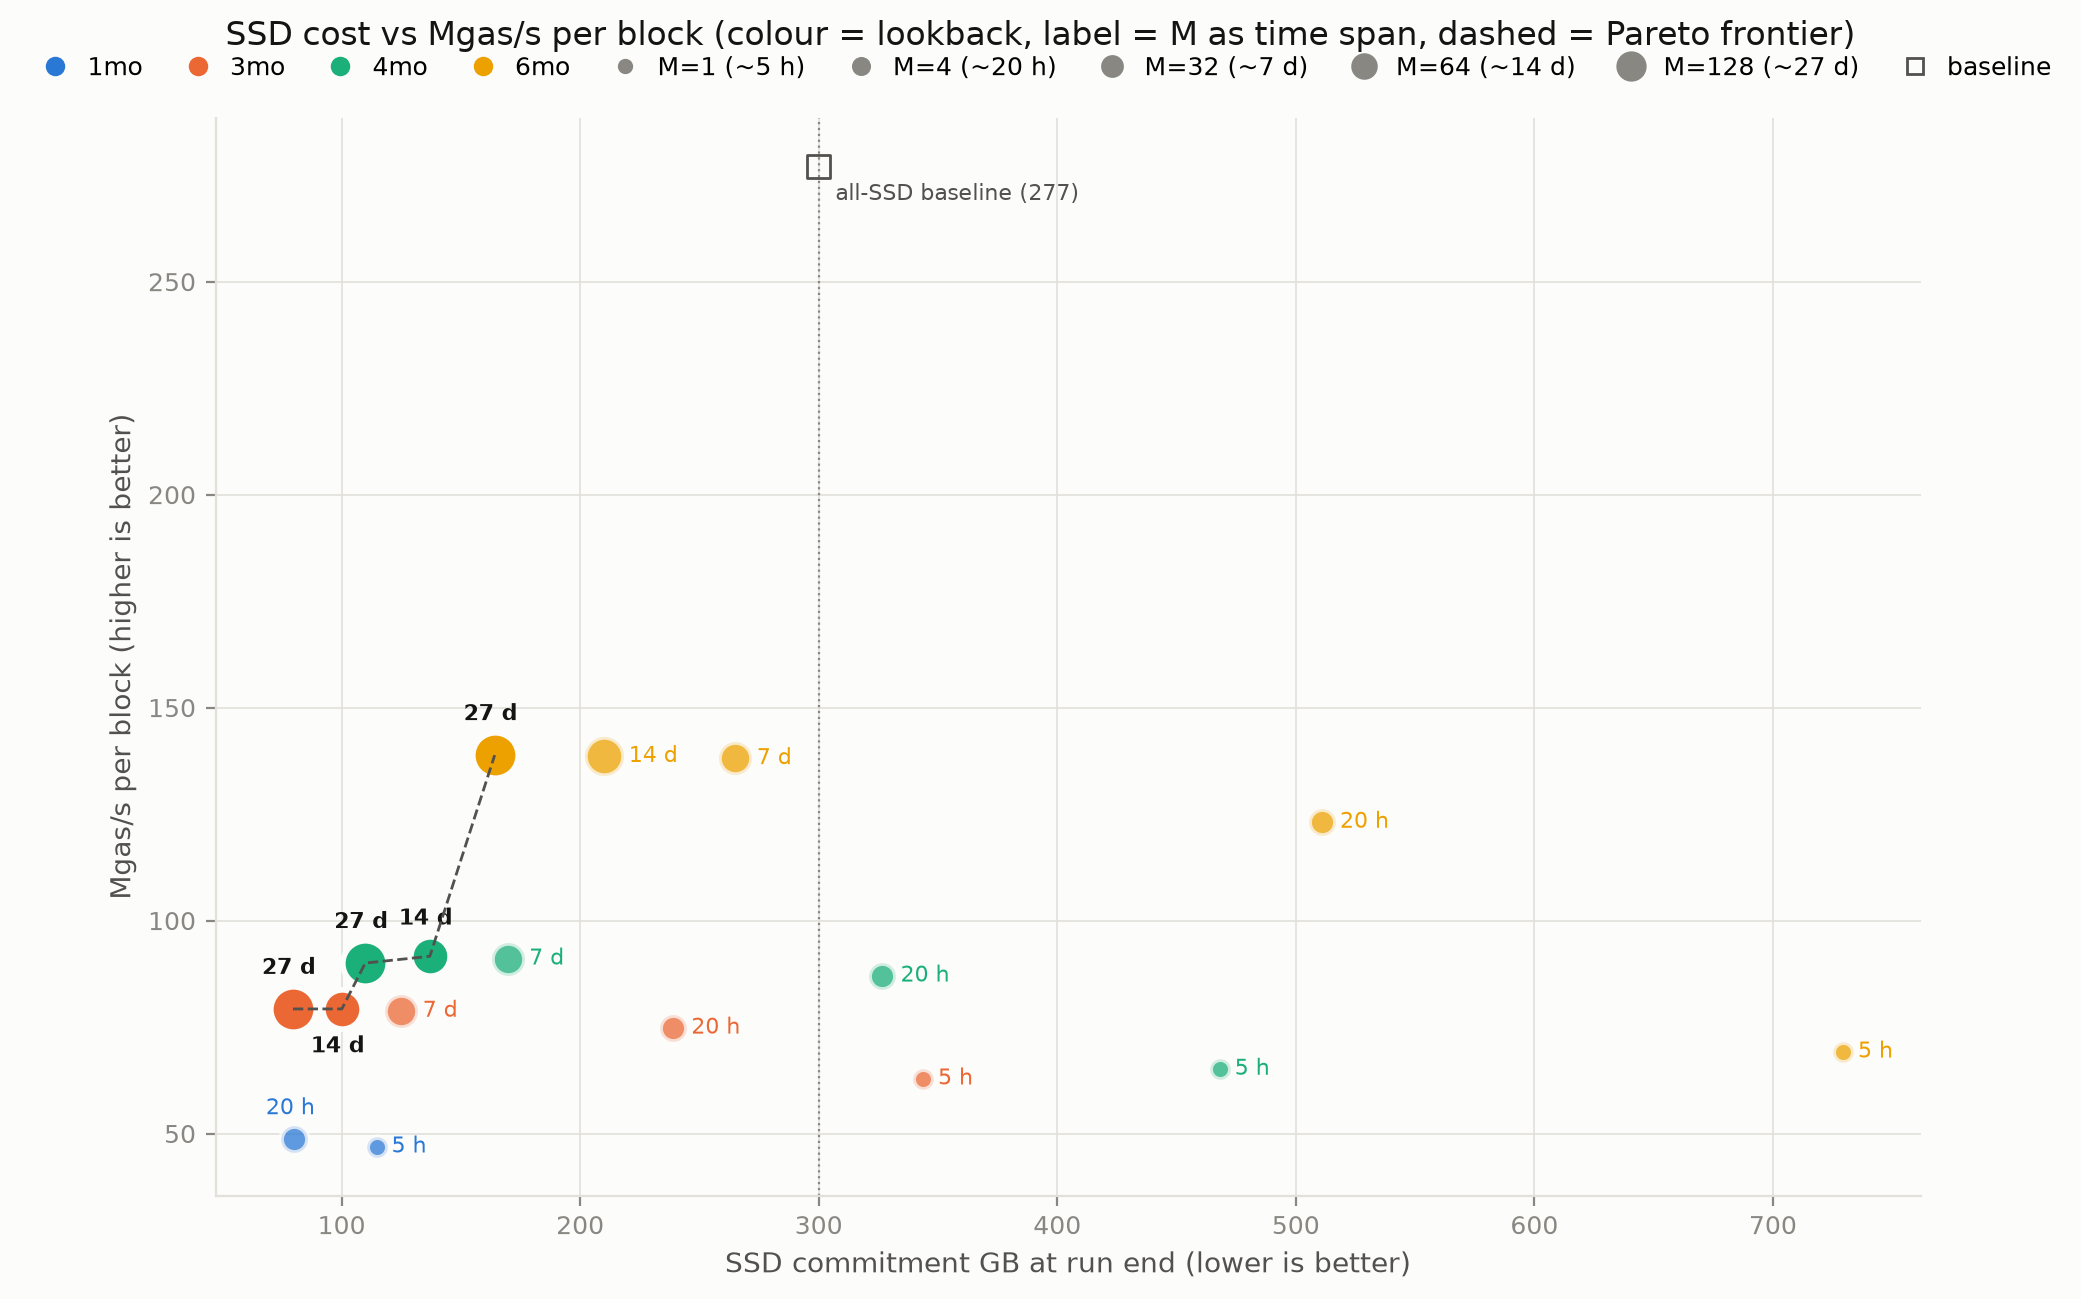 SSD cost vs Mgas/s per block (colour = lookback, label = M as time span, dashed = Pareto frontier)
1mo 3mo 4mo 6mo M=1 (~5 h) M=4 (~20 h) M=32 (~7 d) M=64 (~14 d) M=128 (~27 d) baseline
all-SSD baseline (277)
250
200
150
100
50
Mgas/s per block (higher is better)
27 d
14 d
7 d
20 h
27 d
14 d
7 d
20 h
27 d
14 d
7 d
20 h
5 h
5 h
5 h
20 h
5 h
100 200 300 400 500 600 700
SSD commitment GB at run end (lower is better)